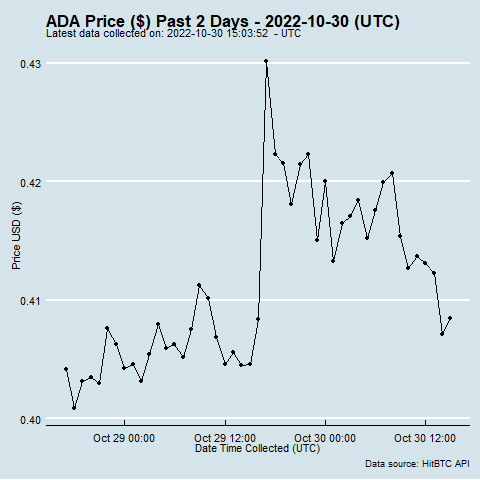 ADA Price ($) Past 2 Days - 2022-10-30 (UTC)
Latest data collected on: 2022-10-30 15:03:52 - UTC
0.43
0.42
0.41
0.40
Price USD ($)
Oct 29 00:00 Oct 29 12:00 Oct 30 00:00 Oct 30 12:00
Date Time Collected (UTC)
Data source: HitBTC API